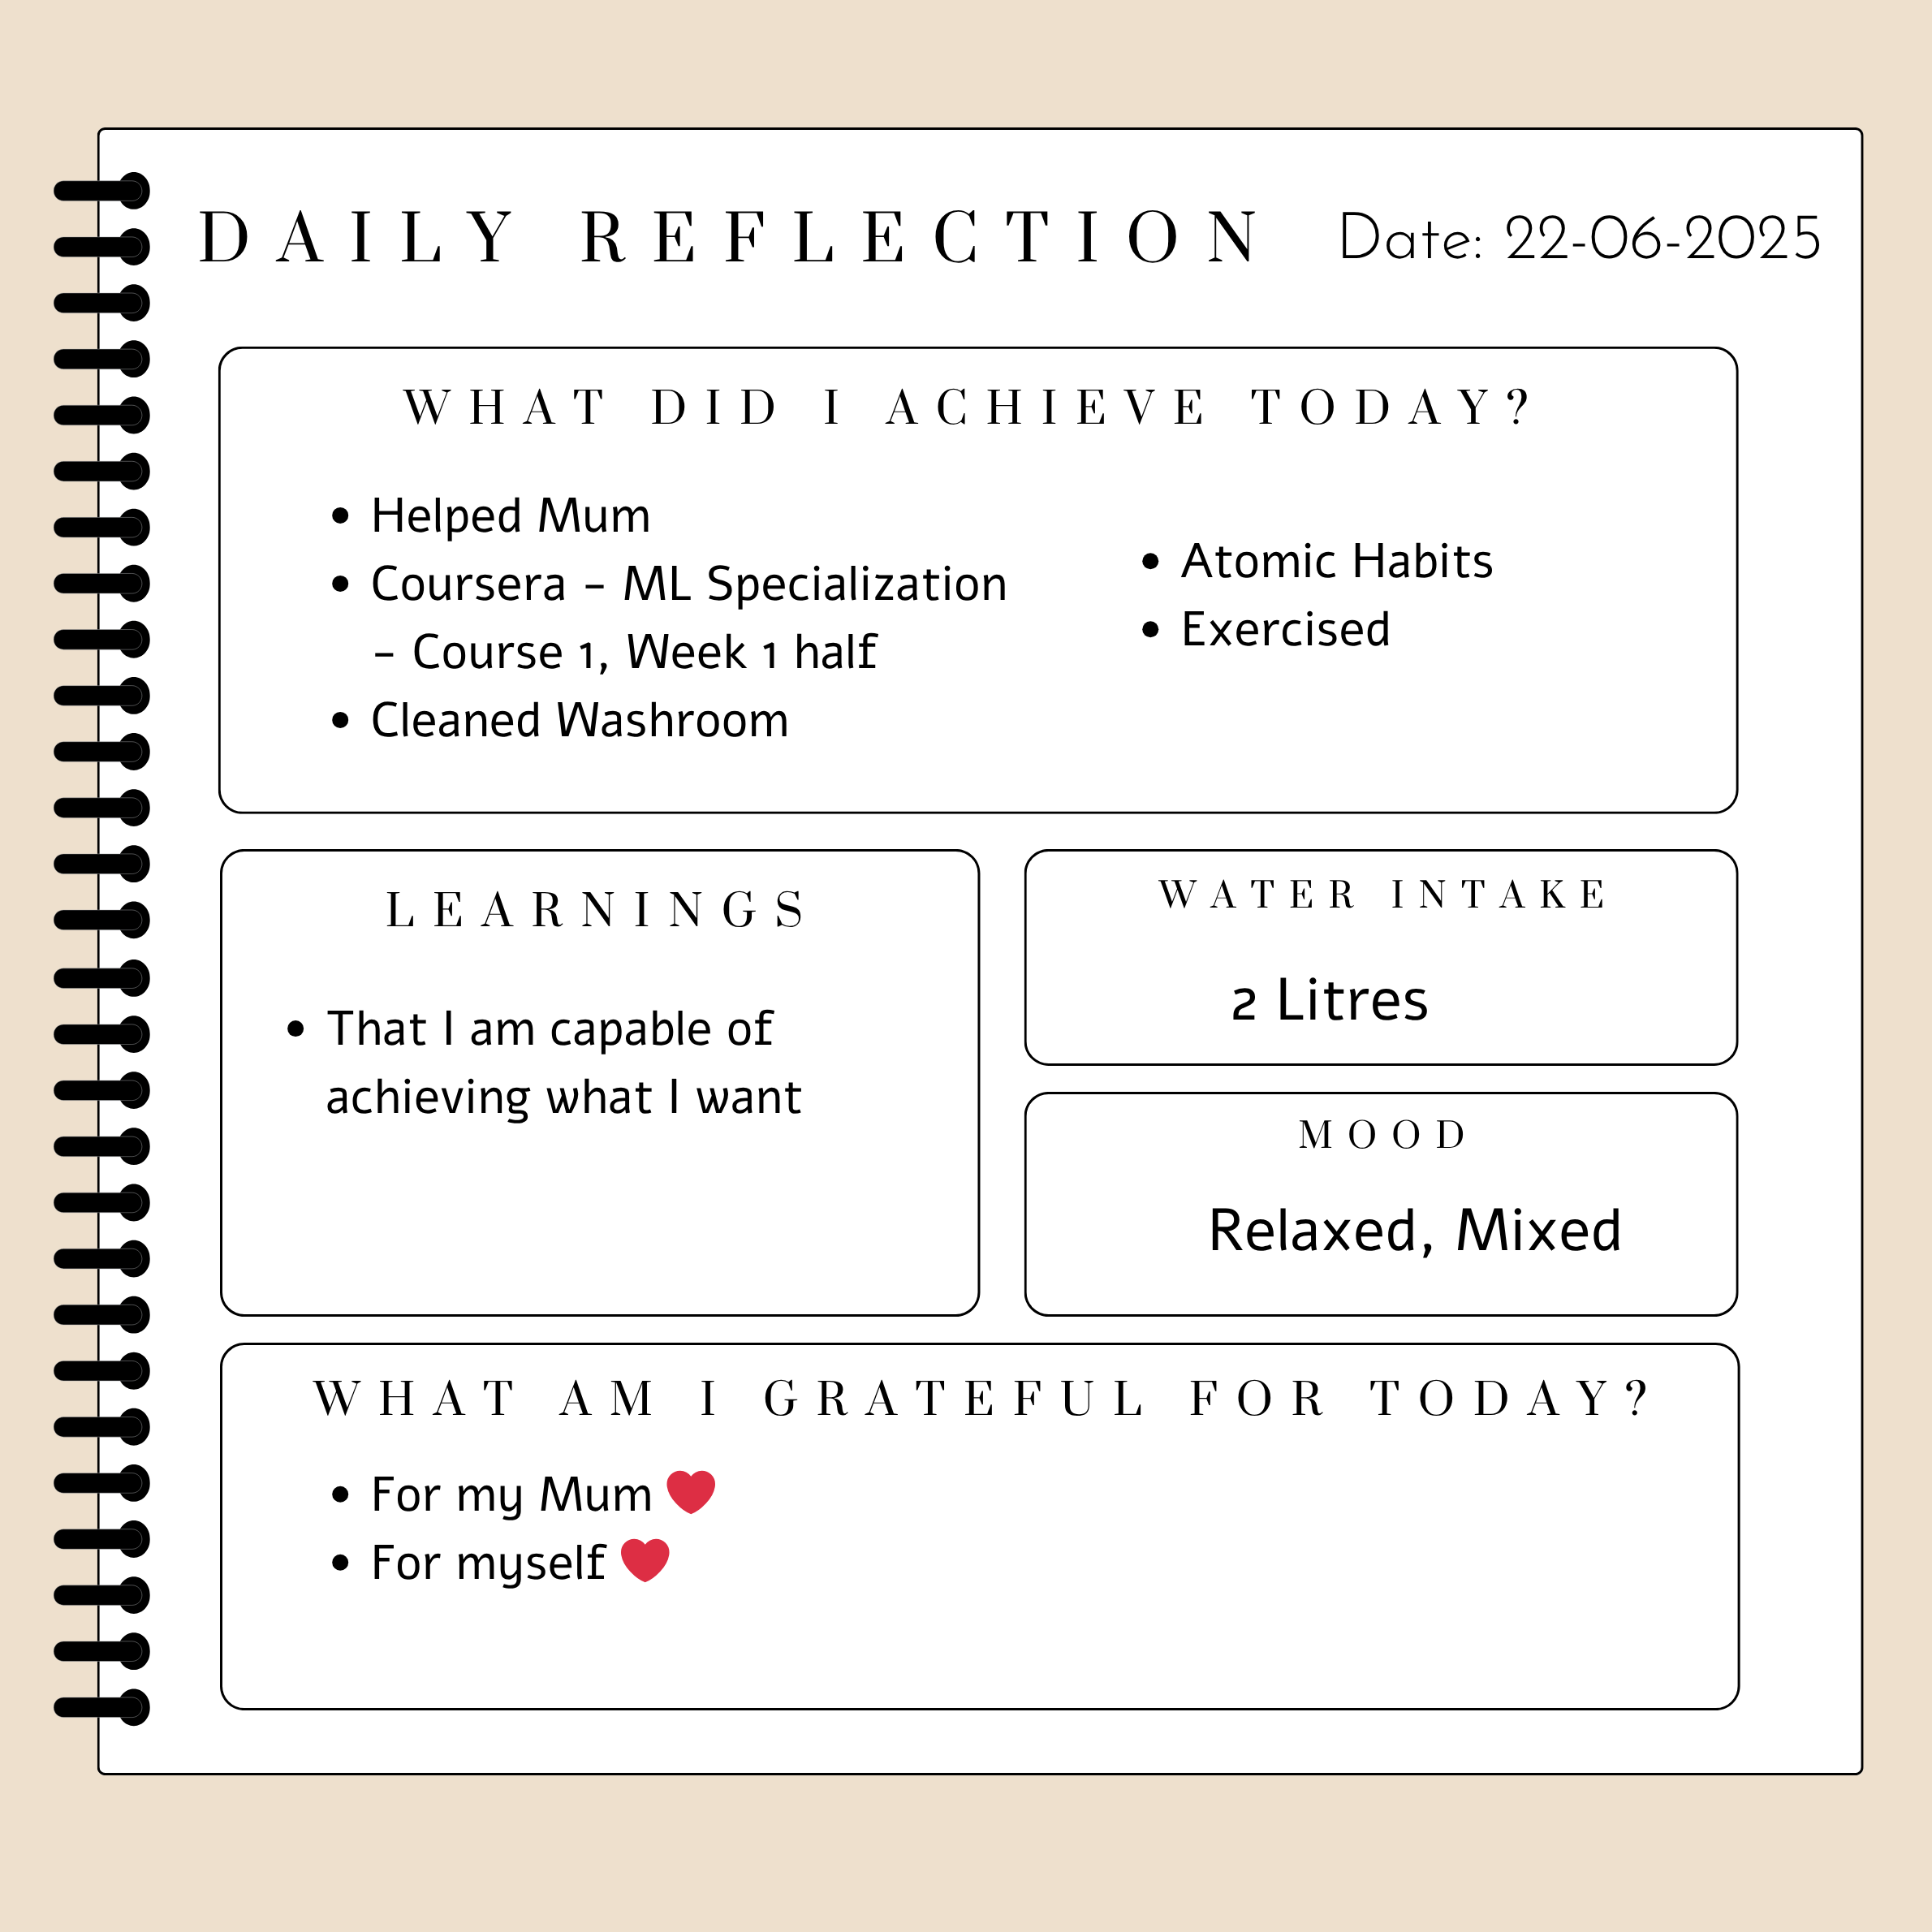 DAILY REFLECTION
Date: 22-06-2025
WHAT DID I ACHIEVE TODAY?
• Helped Mum
• Coursera - ML Specialization
- Course 1, Week 1 half
• Cleaned Washroom
• Atomic Habits
• Exercised
LEARNINGS
• That I am capable of
achieving what I want
WATER INTAKE
2 Litres
MOOD
Relaxed, Mixed
WHAT AM I GRATEFUL FOR TODAY?
• For my Mum ❤️
• For myself ❤️